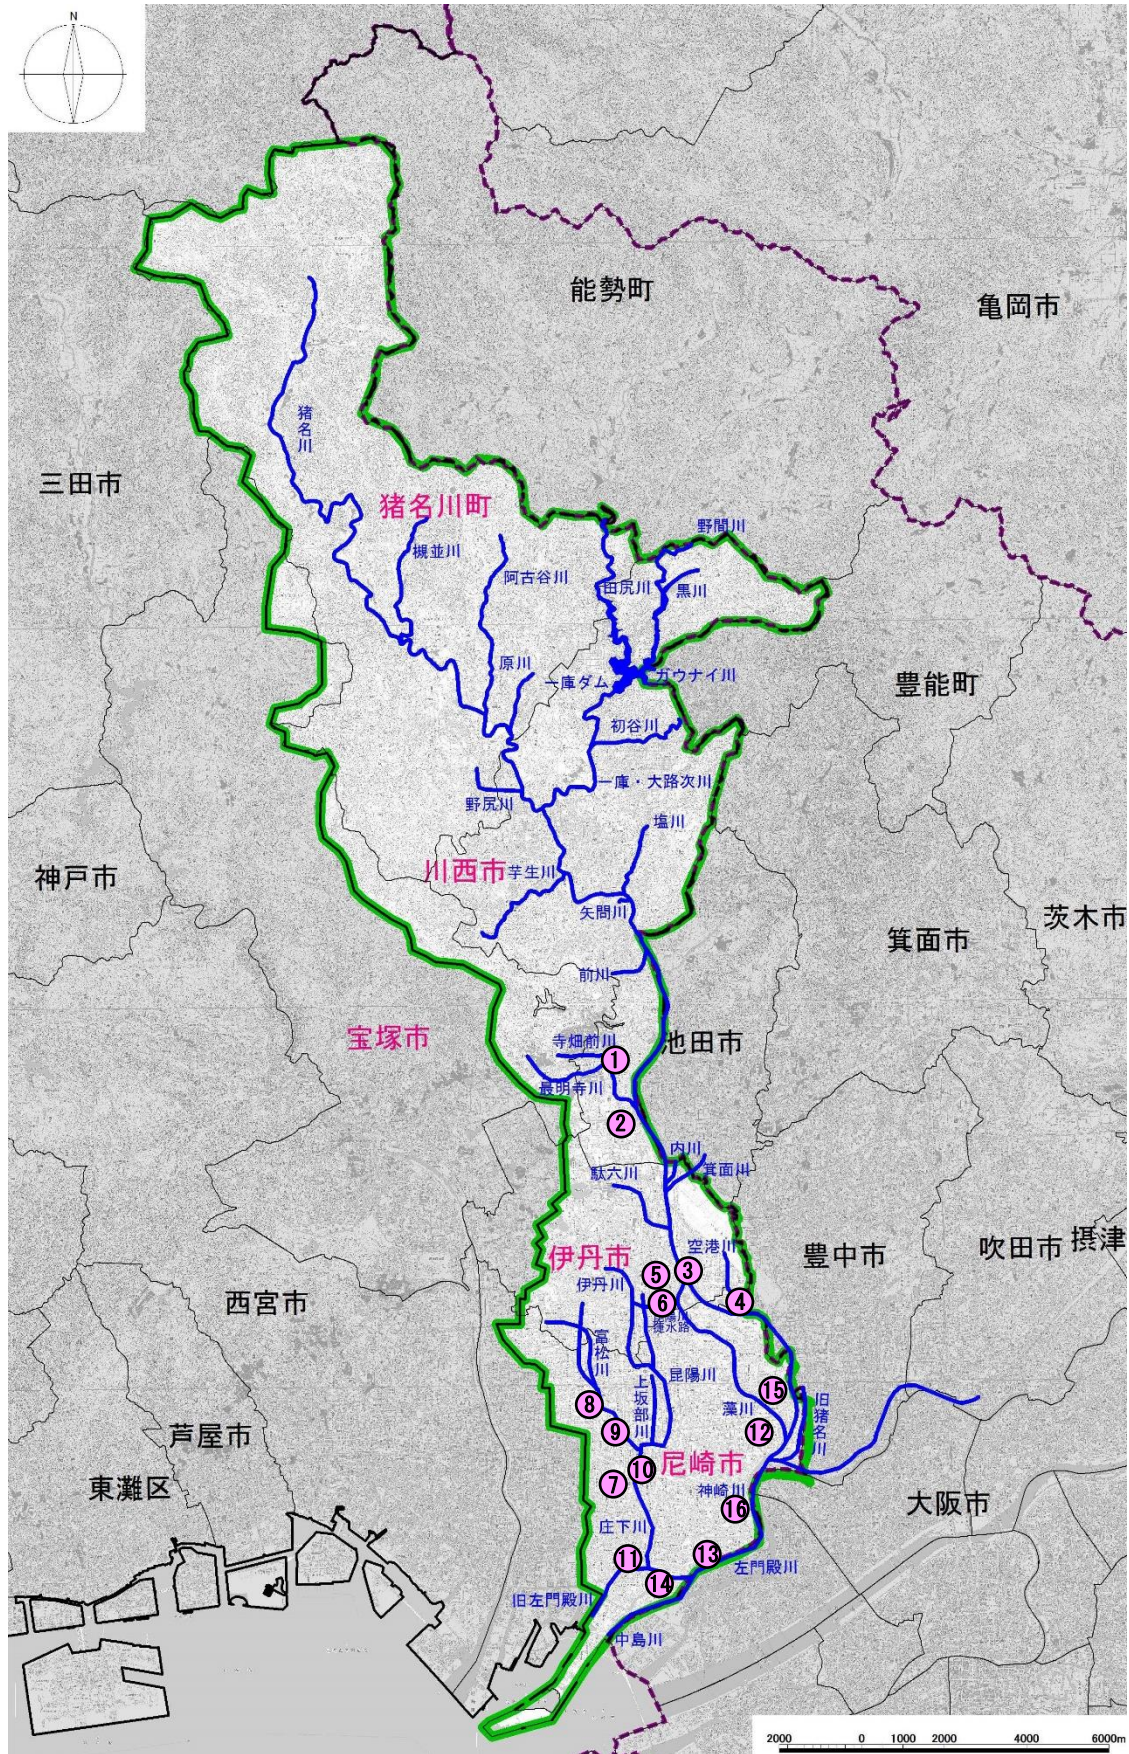 N
能勢町
亀岡市
猪名川
三田市
猪名川町
野間川
槻並川
阿古谷川
田尻川
黒川
原川
一庫ダム
ガウナイ川
豊能町
初谷川
一庫・大路次川
野尻川
塩川
川西市
芋生川
神戸市
矢問川
茨木市
箕面市
前川
宝塚市
寺畑前川
池田市
①
最明寺川
②
内川
箕面川
駄六川
伊丹市
空港川
豊中市
吹田市
摂津
③
⑤
伊丹川
④
⑥
西宮市
捷水路
富松川
昆陽川
上坂部川
⑮
⑧
藻川
旧猪名川
⑨
⑫
芦屋市
尼崎市
⑩
東灘区
⑦
神崎川
大阪市
⑯
庄下川
⑪
⑬
左門殿川
⑭
旧左門殿川
中島川
2000 0 1000 2000 4000 6000m